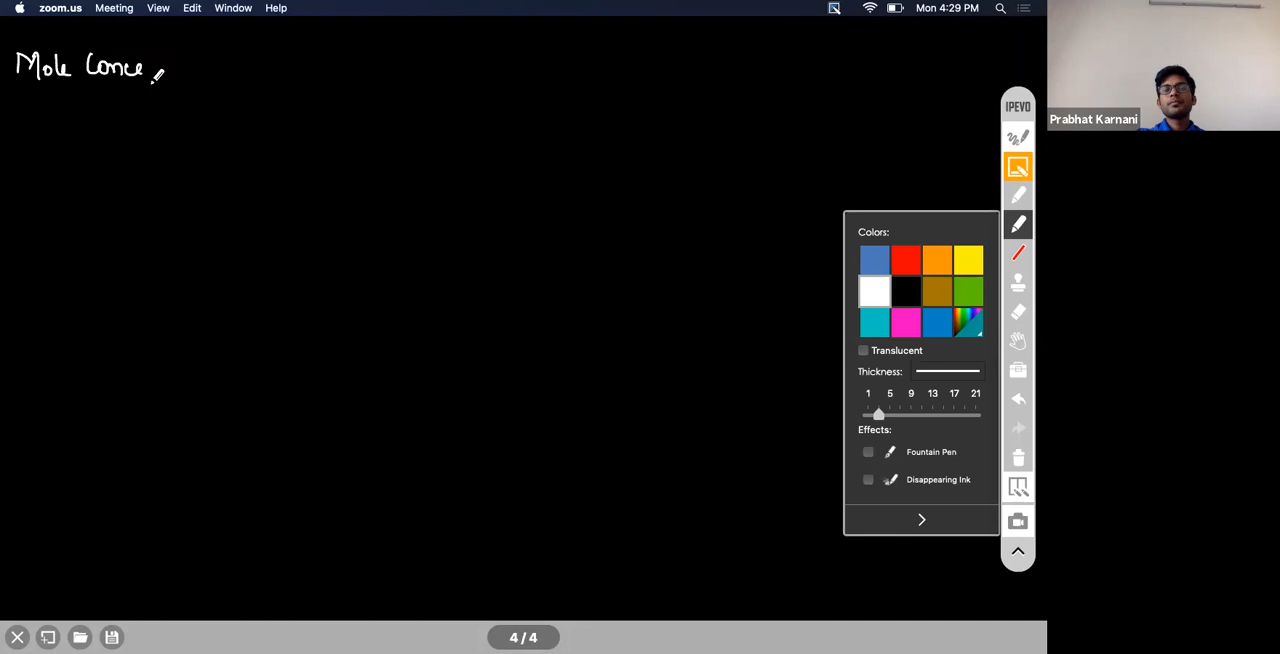 zoom.us Meeting View Edit Window Help Mon 4:29 PM
Mole Conce
IPEVO
Prabhat Karnani
Colors:
Translucent
Thickness:
1 5 9 13 17 21
Effects:
Fountain Pen
Disappearing Ink
4 / 4